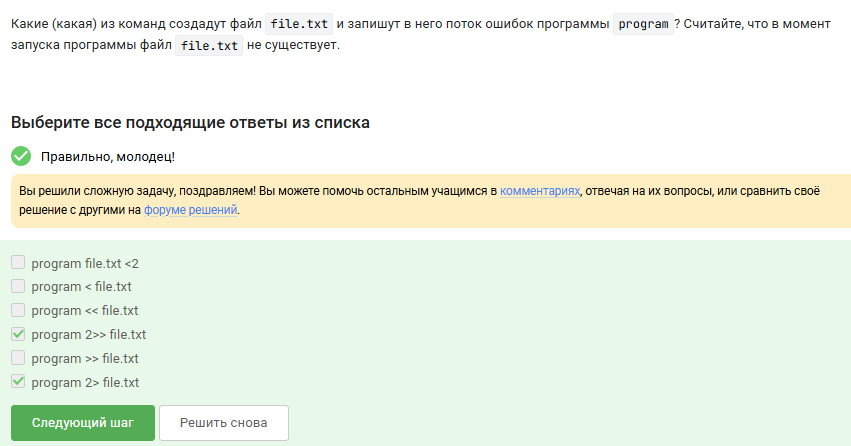 Какие (какая) из команд создадут файл file.txt и запишут в него поток ошибок программы program? Считайте, что в момент
запуска программы файл file.txt не существует.
Выберите все подходящие ответы из списка
Правильно, молодец!
Вы решили сложную задачу, поздравляем! Вы можете помочь остальным учащимся в комментариях, отвечая на их вопросы, или сравнить своё
решение с другими на форуме решений.
program file.txt <2
program < file.txt
program << file.txt
program 2>> file.txt
program >> file.txt
program 2> file.txt
Следующий шаг Решить снова